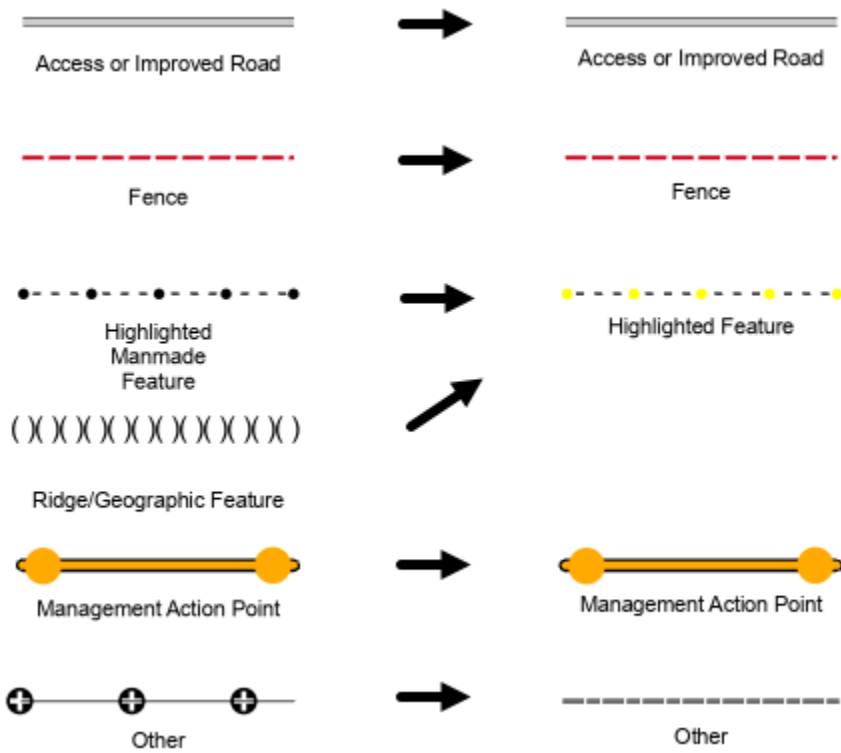 Access or Improved Road
Access or Improved Road
Fence
Fence
Highlighted
Manmade
Feature
Highlighted Feature
Ridge/Geographic Feature
Management Action Point
Management Action Point
Other
Other